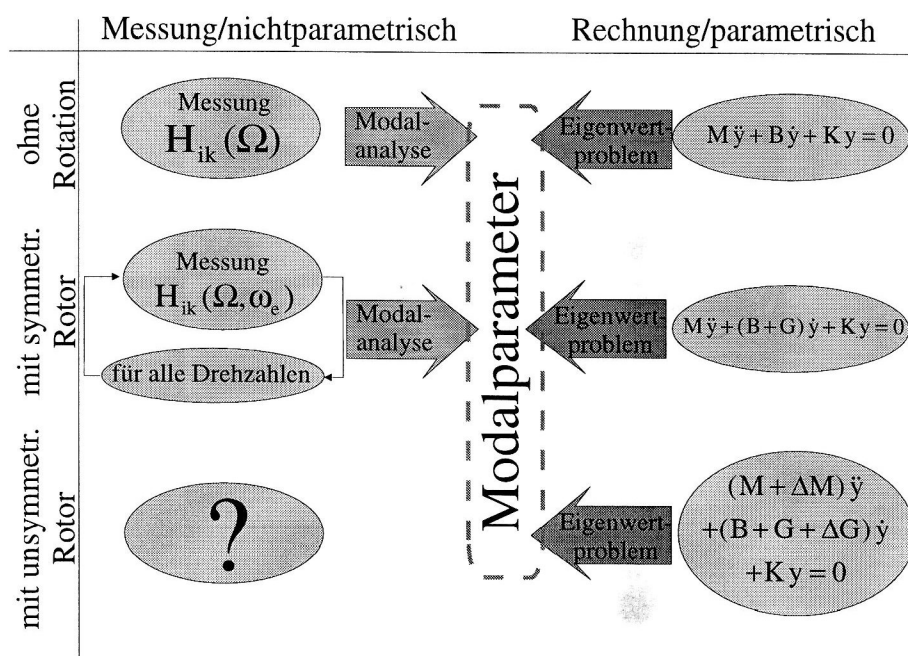 Messung/nichtparametrisch
Rechnung/parametrisch
ohne
Rotation
Messung
H_ik(Ω)
Modal-
analyse
Eigenwert-
problem
Mÿ+Bẏ+Ky=0
mit symmetr.
Rotor
Messung
H_ik(Ω,ω_e)
für alle Drehzahlen
Modal-
analyse
Eigenwert-
problem
Mÿ+(B+G)ẏ+Ky=0
Modalparameter
mit unsymmetr.
Rotor
?
Eigenwert-
problem
(M+ΔM)ÿ
+(B+G+ΔG)ẏ
+Ky=0